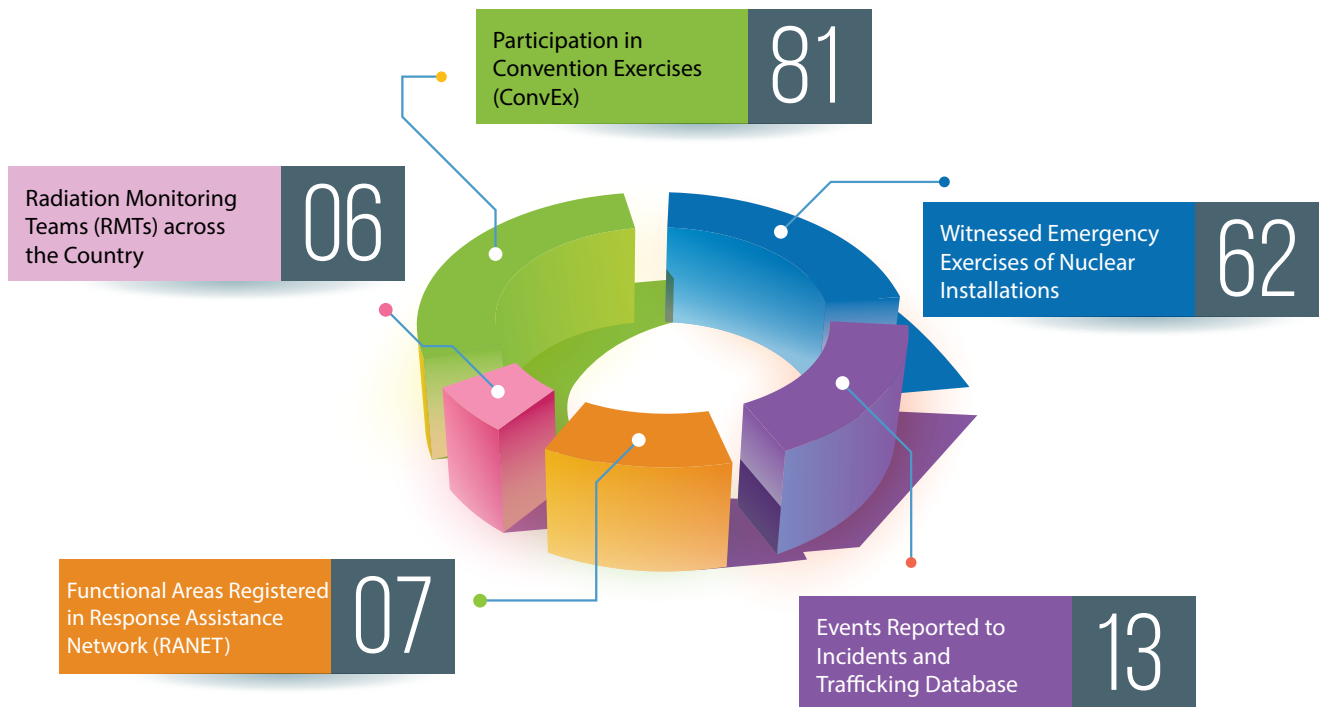 Participation in
Convention Exercises
(ConvEx)
81
Radiation Monitoring
Teams (RMTs) across
the Country
06
Witnessed Emergency
Exercises of Nuclear
Installations
62
Functional Areas Registered
in Response Assistance
Network (RANET)
07
Events Reported to
Incidents and
Trafficking Database
13